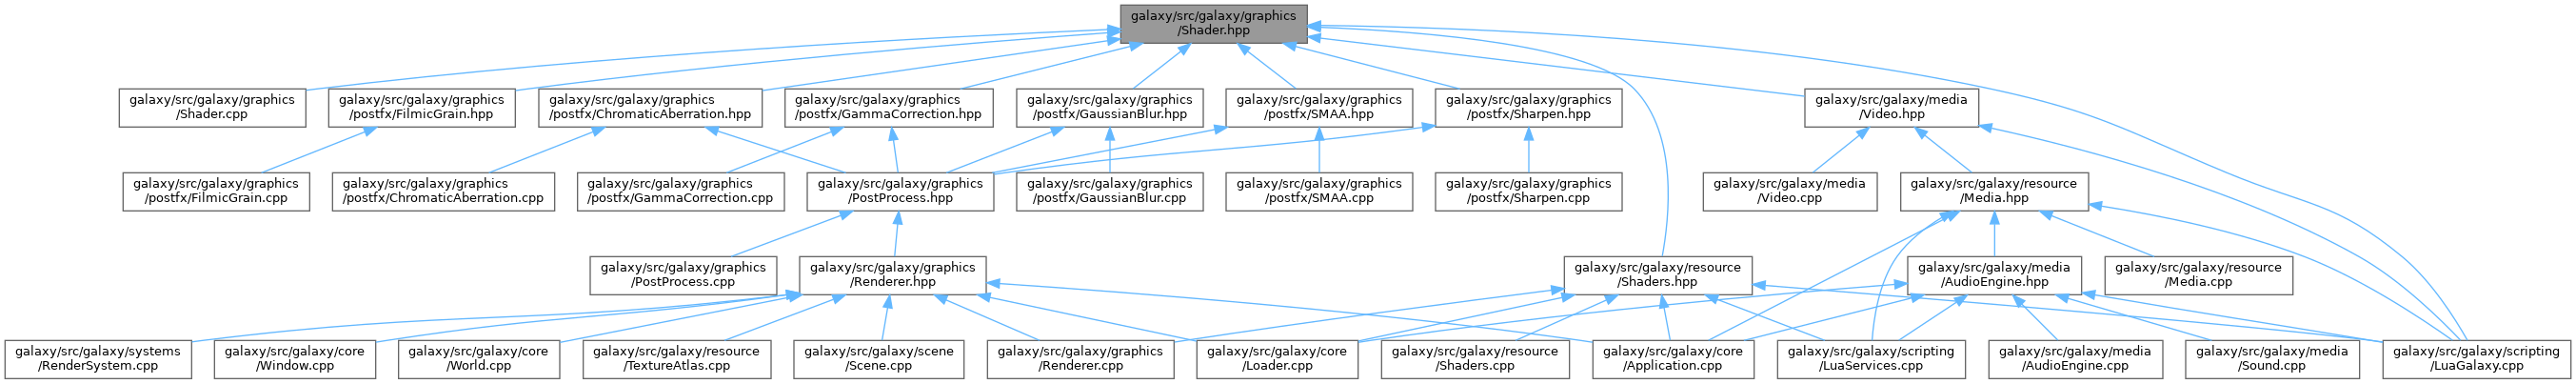 galaxy/src/galaxy/graphics
/Shader.hpp
galaxy/src/galaxy/graphics
/Shader.cpp
galaxy/src/galaxy/graphics
/postfx/FilmicGrain.hpp
galaxy/src/galaxy/graphics
/postfx/ChromaticAberration.hpp
galaxy/src/galaxy/graphics
/postfx/GammaCorrection.hpp
galaxy/src/galaxy/graphics
/postfx/GaussianBlur.hpp
galaxy/src/galaxy/graphics
/postfx/SMAA.hpp
galaxy/src/galaxy/graphics
/postfx/Sharpen.hpp
galaxy/src/galaxy/media
/Video.hpp
galaxy/src/galaxy/graphics
/postfx/FilmicGrain.cpp
galaxy/src/galaxy/graphics
/postfx/ChromaticAberration.cpp
galaxy/src/galaxy/graphics
/postfx/GammaCorrection.cpp
galaxy/src/galaxy/graphics
/PostProcess.hpp
galaxy/src/galaxy/graphics
/postfx/GaussianBlur.cpp
galaxy/src/galaxy/graphics
/postfx/SMAA.cpp
galaxy/src/galaxy/graphics
/postfx/Sharpen.cpp
galaxy/src/galaxy/media
/Video.cpp
galaxy/src/galaxy/resource
/Media.hpp
galaxy/src/galaxy/graphics
/PostProcess.cpp
galaxy/src/galaxy/graphics
/Renderer.hpp
galaxy/src/galaxy/resource
/Shaders.hpp
galaxy/src/galaxy/media
/AudioEngine.hpp
galaxy/src/galaxy/resource
/Media.cpp
galaxy/src/galaxy/systems
/RenderSystem.cpp
galaxy/src/galaxy/core
/Window.cpp
galaxy/src/galaxy/core
/World.cpp
galaxy/src/galaxy/resource
/TextureAtlas.cpp
galaxy/src/galaxy/scene
/Scene.cpp
galaxy/src/galaxy/graphics
/Renderer.cpp
galaxy/src/galaxy/core
/Loader.cpp
galaxy/src/galaxy/resource
/Shaders.cpp
galaxy/src/galaxy/core
/Application.cpp
galaxy/src/galaxy/scripting
/LuaServices.cpp
galaxy/src/galaxy/media
/AudioEngine.cpp
galaxy/src/galaxy/media
/Sound.cpp
galaxy/src/galaxy/scripting
/LuaGalaxy.cpp